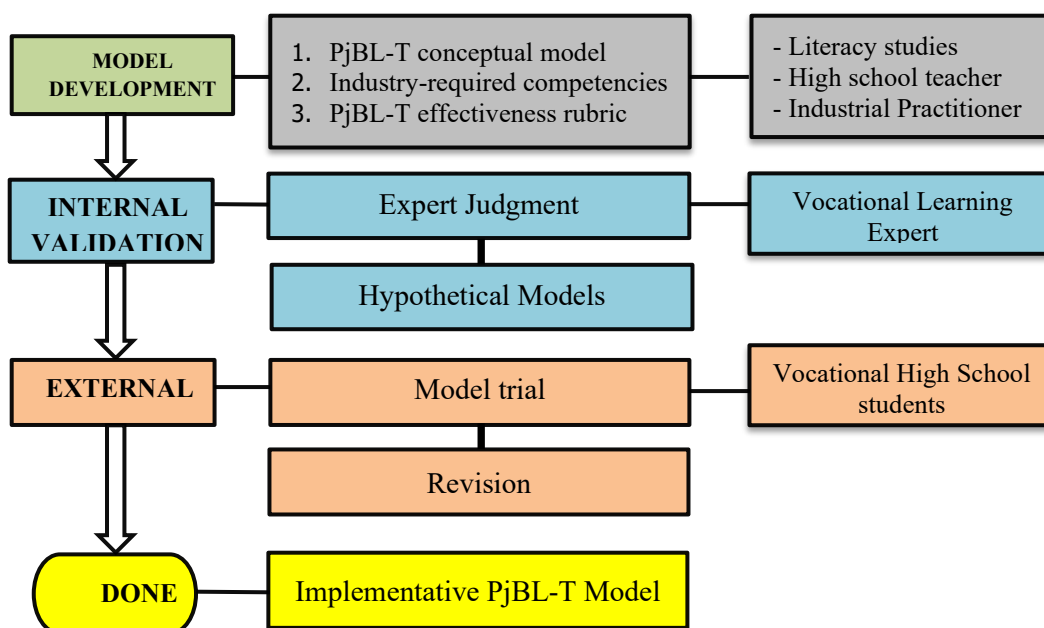 MODEL
DEVELOPMENT
1. PjBL-T conceptual model
2. Industry-required competencies
3. PjBL-T effectiveness rubric
- Literacy studies
- High school teacher
- Industrial Practitioner
INTERNAL
VALIDATION
Expert Judgment
Vocational Learning
Expert
Hypothetical Models
EXTERNAL
Model trial
Vocational High School
students
Revision
DONE
Implementative PjBL-T Model